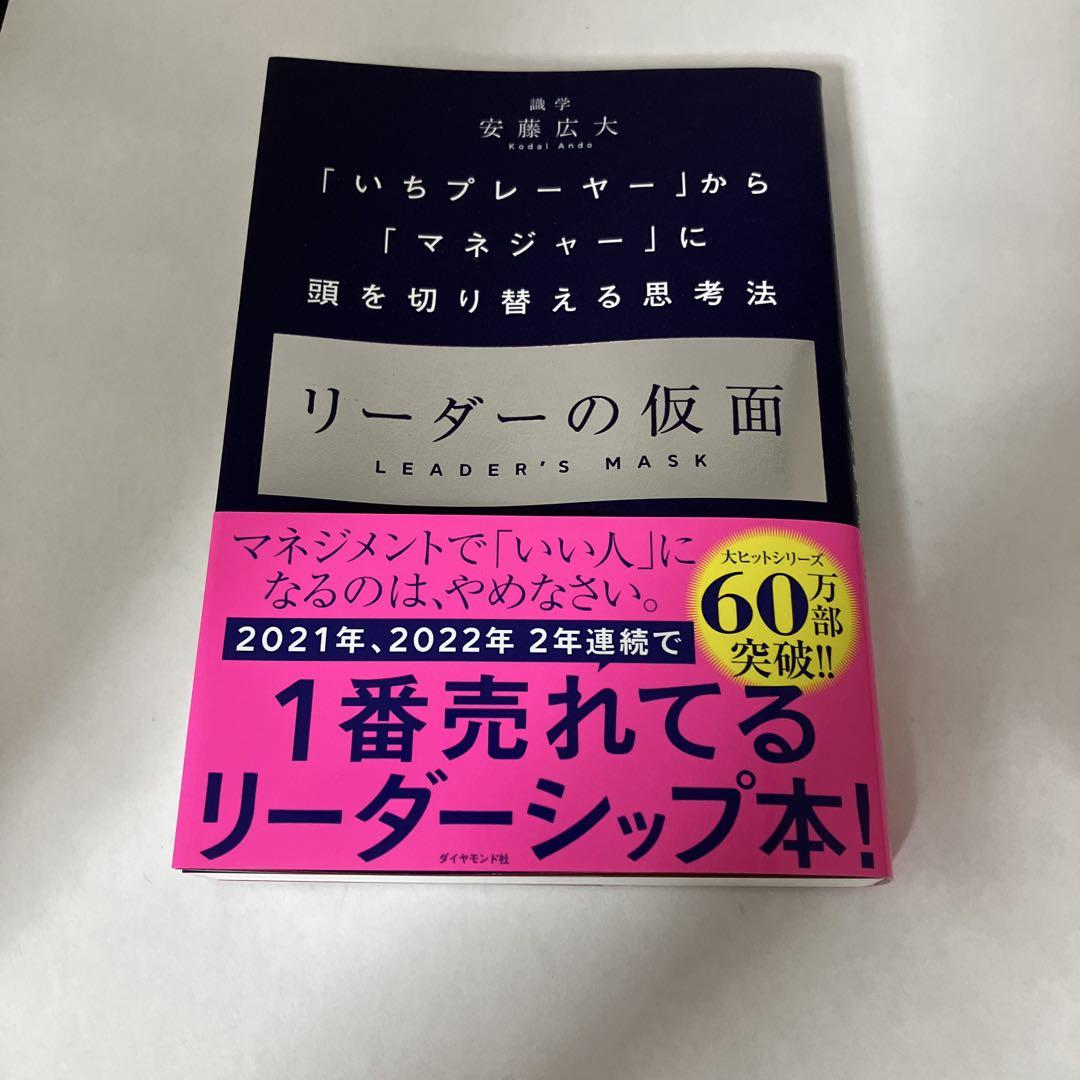 識学
安藤広大
Kodai Ando
「いちプレーヤー」から
「マネジャー」に
頭を切り替える思考法
リーダーの仮面
LEADER'S MASK
マネジメントで「いい人」に
なるのは、やめなさい。
大ヒットシリーズ
60万部
突破!!
2021年、2022年 2年連続で
1番売れてる
リーダーシップ本!
ダイヤモンド社